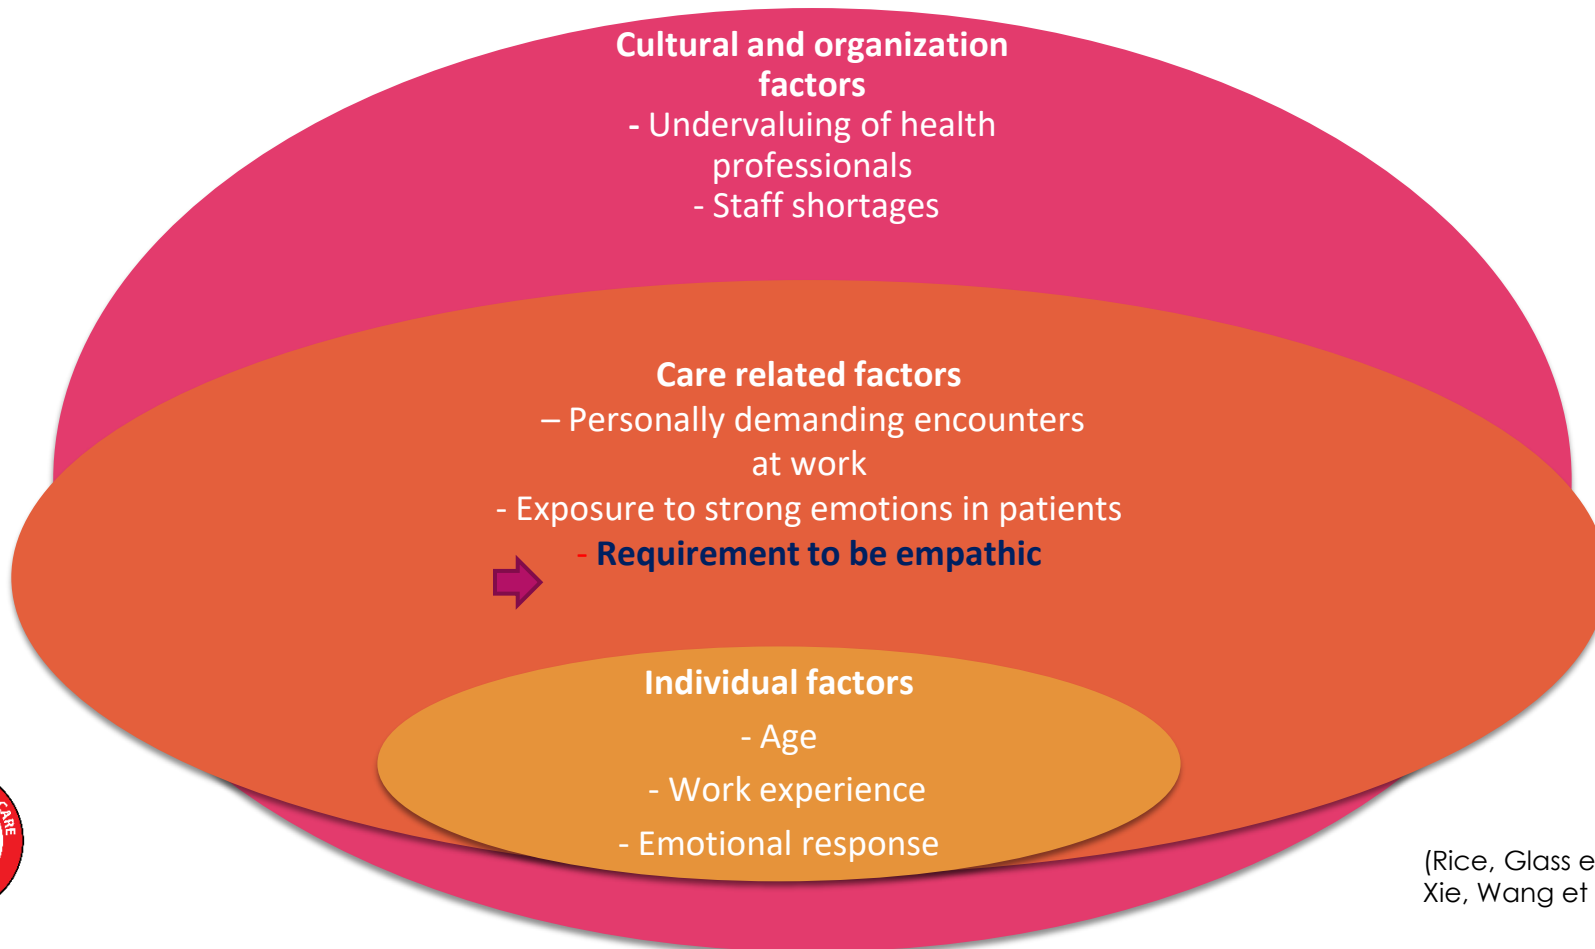 Cultural and organization
factors
- Undervaluing of health
professionals
- Staff shortages
Care related factors
– Personally demanding encounters
at work
- Exposure to strong emotions in patients
- Requirement to be empathic
Individual factors
- Age
- Work experience
- Emotional response
CARE
(Rice, Glass e
Xie, Wang et